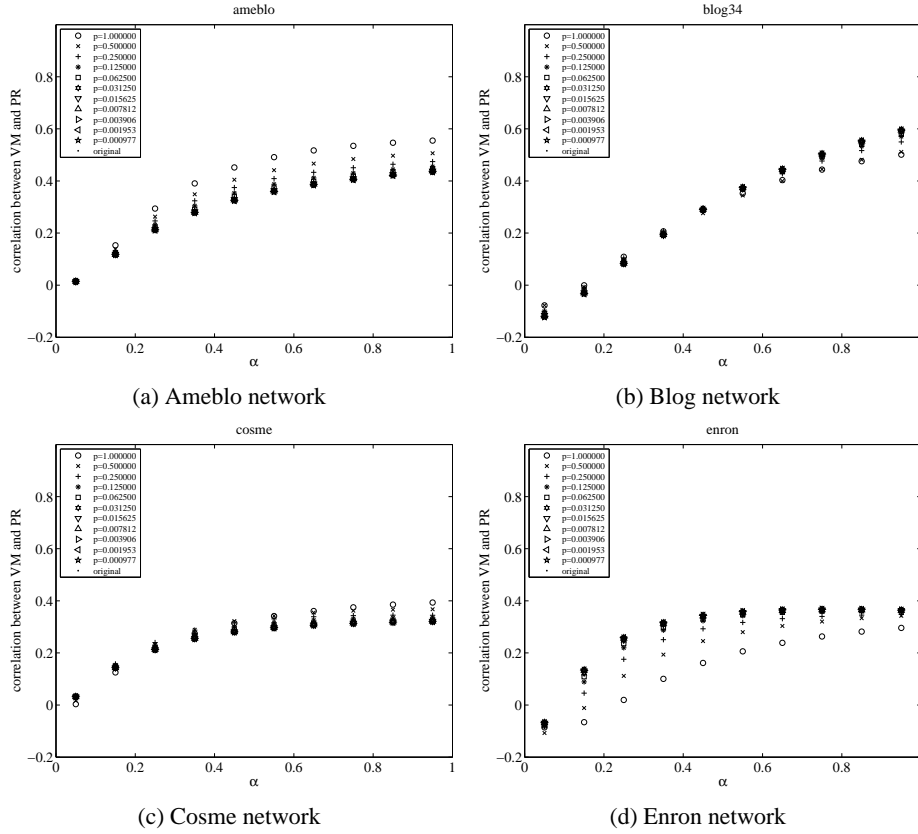 ameblo
p=1.000000
p=0.500000
p=0.250000
p=0.125000
p=0.062500
p=0.031250
p=0.015625
p=0.007812
p=0.003906
p=0.001953
p=0.000977
original
correlation between VM and PR
0.8
0.6
0.4
0.2
0
−0.2
0 0.2 0.4 0.6 0.8 1
α
(a) Ameblo network
blog34
p=1.000000
p=0.500000
p=0.250000
p=0.125000
p=0.062500
p=0.031250
p=0.015625
p=0.007812
p=0.003906
p=0.001953
p=0.000977
original
correlation between VM and PR
0.8
0.6
0.4
0.2
0
−0.2
0 0.2 0.4 0.6 0.8
α
(b) Blog network
cosme
p=1.000000
p=0.500000
p=0.250000
p=0.125000
p=0.062500
p=0.031250
p=0.015625
p=0.007812
p=0.003906
p=0.001953
p=0.000977
original
correlation between VM and PR
0.8
0.6
0.4
0.2
0
−0.2
0 0.2 0.4 0.6 0.8 1
α
(c) Cosme network
enron
p=1.000000
p=0.500000
p=0.250000
p=0.125000
p=0.062500
p=0.031250
p=0.015625
p=0.007812
p=0.003906
p=0.001953
p=0.000977
original
correlation between VM and PR
0.8
0.6
0.4
0.2
0
−0.2
0 0.2 0.4 0.6 0.8
α
(d) Enron network